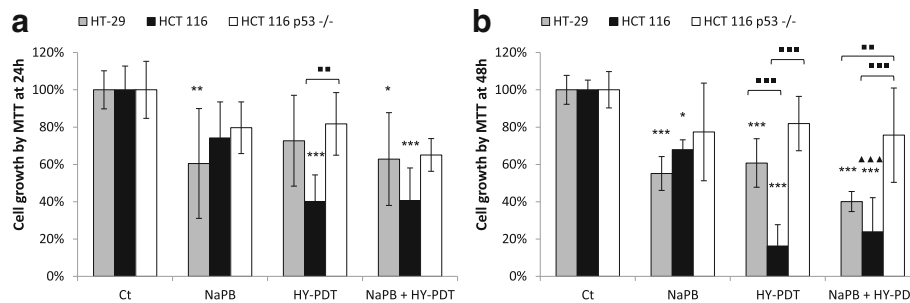 a
HT-29 HCT 116 HCT 116 p53 -/-
Cell growth by MTT at 24h
120%
100%
80%
60%
40%
20%
0%
** *** * ***
Ct NaPB HY-PDT NaPB + HY-PDT
b
HT-29 HCT 116 HCT 116 p53 -/-
Cell growth by MTT at 48h
120%
100%
80%
60%
40%
20%
0%
*** * *** *** *** ***
Ct NaPB HY-PDT NaPB + HY-PD